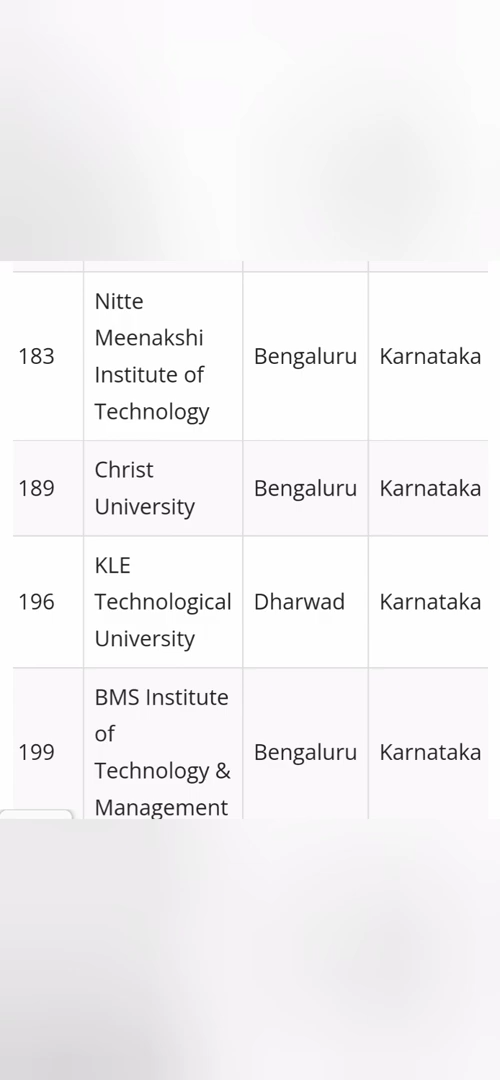 183 Nitte Meenakshi Institute of Technology Bengaluru Karnataka
189 Christ University Bengaluru Karnataka
196 KLE Technological University Dharwad Karnataka
199 BMS Institute of Technology & Management Bengaluru Karnataka